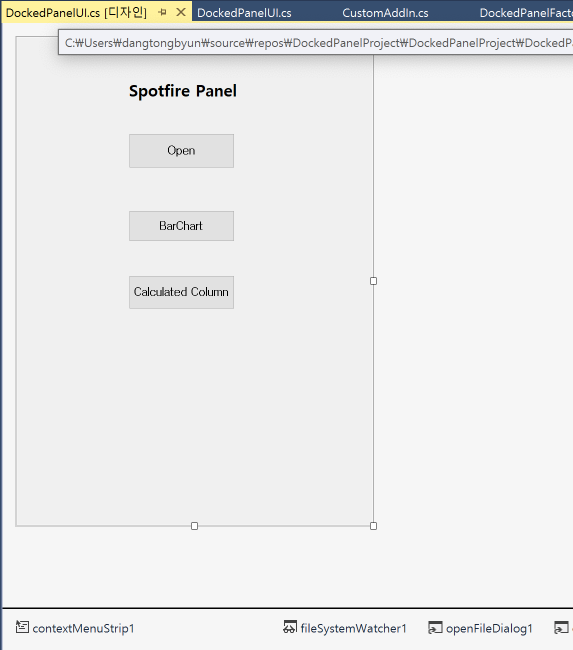 DockedPanelUI.cs [디자인]
DockedPanelUI.cs
CustomAddIn.cs
DockedPanelFacto
C:₩Users₩dangtongbyun₩source₩repos₩DockedPanelProject₩DockedPanelProject₩DockedPa
Spotfire Panel
Open
BarChart
Calculated Column
contextMenuStrip1
fileSystemWatcher1
openFileDialog1